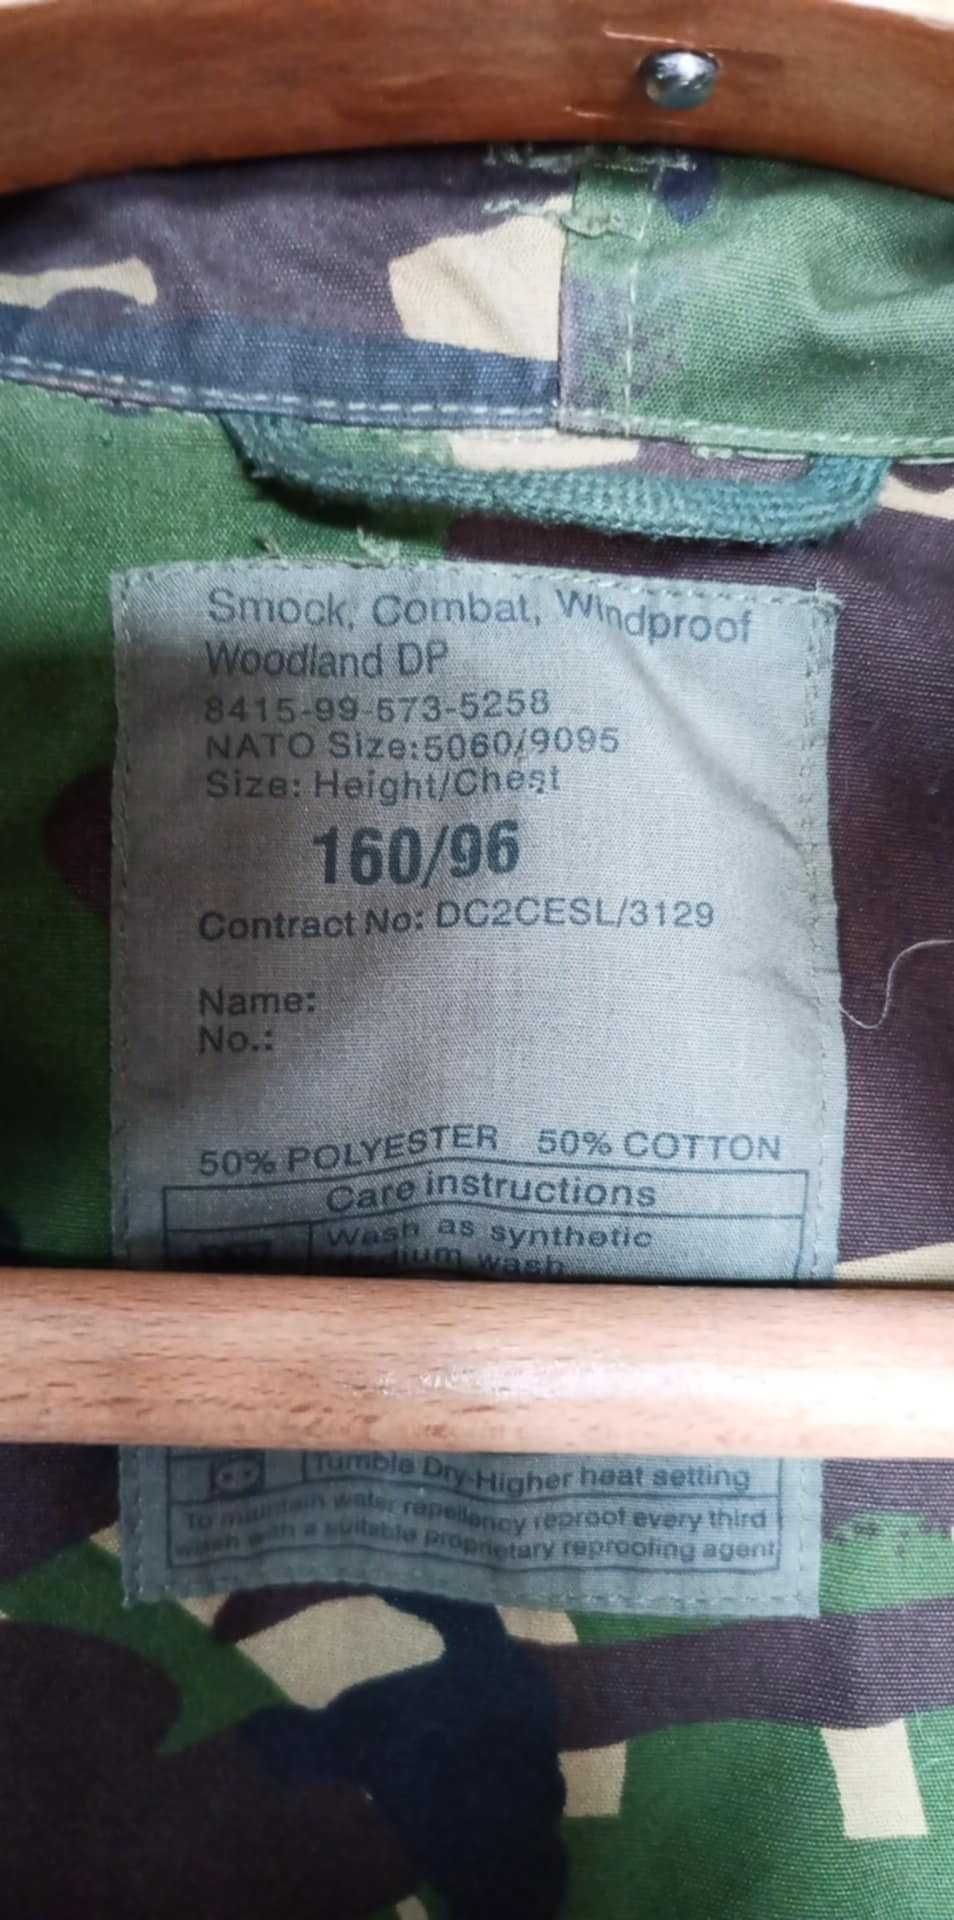 Smock, Combat, Windproof
Woodland DP
8415-99-573-5258
NATO Size:5060/9095
Size: Height/Chest
160/96
Contract No: DC2CESL/3129
Name:
No.:
50% POLYESTER 50% COTTON
Care instructions
Wash as synthetic
Medium wash
Tumble Dry-Higher heat setting
To maintain water repellency reproof every third
wash with a suitable proprietary reproofing agent